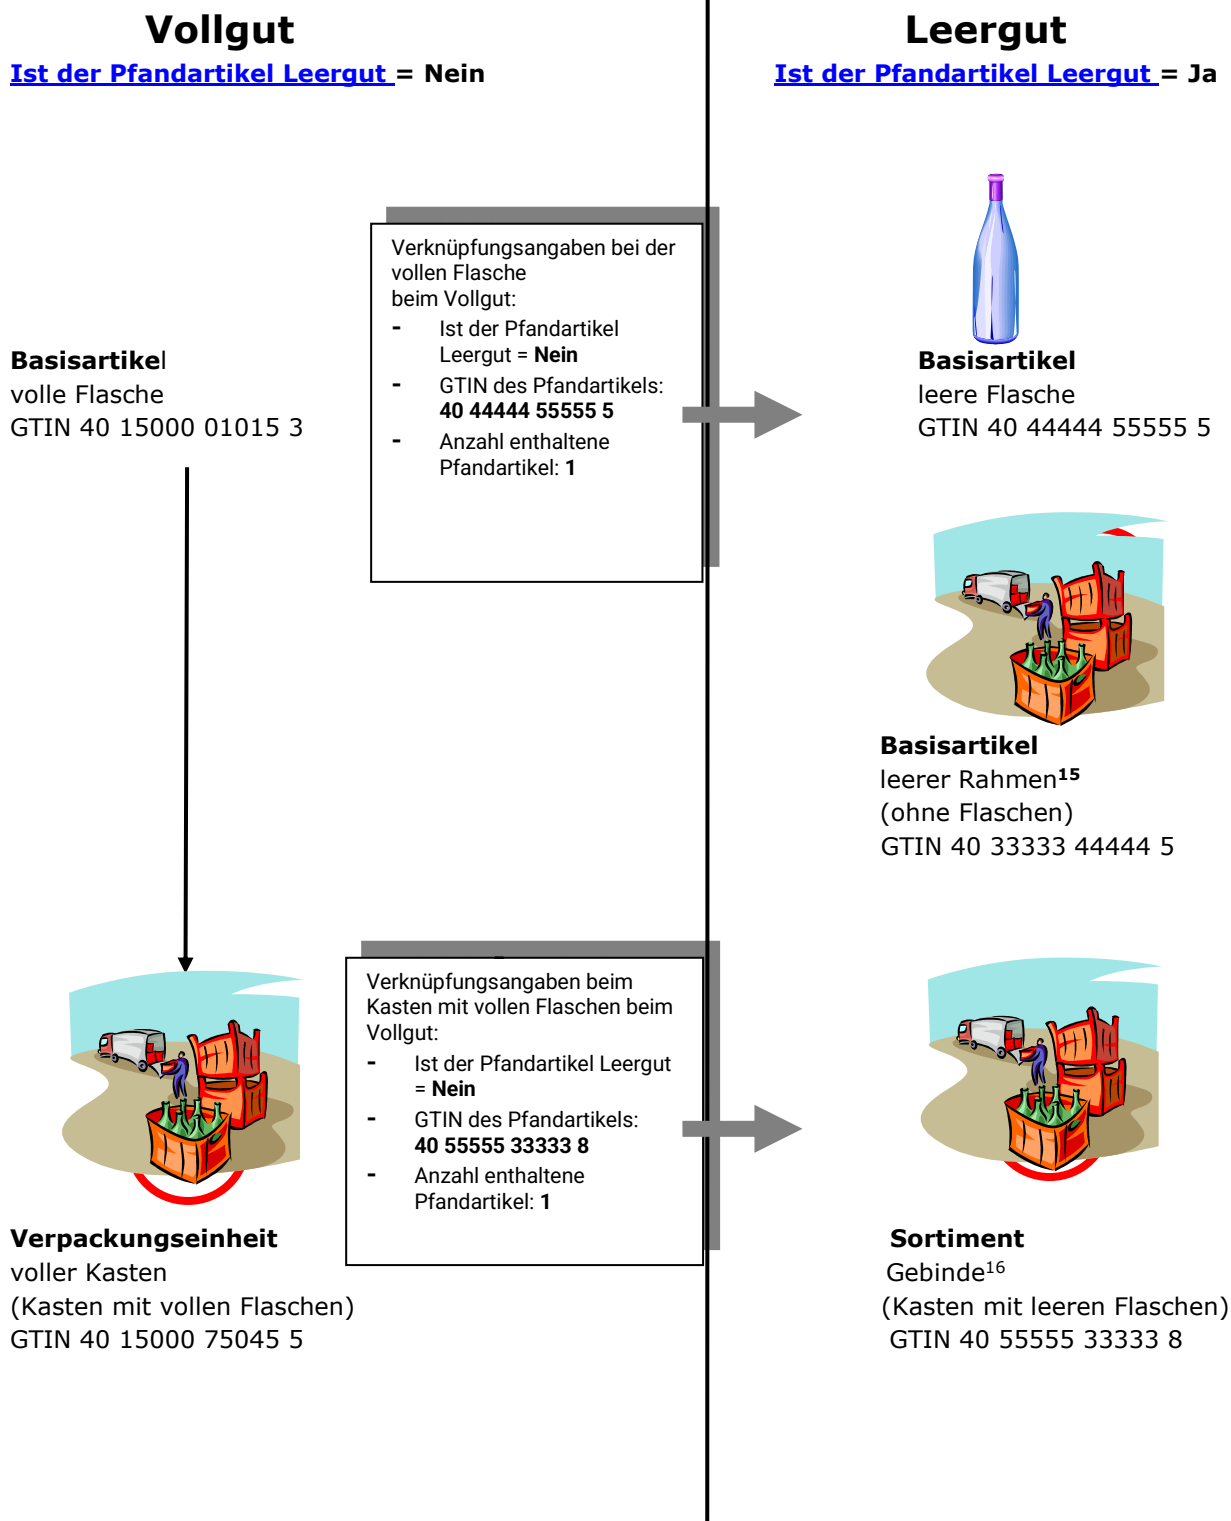 Vollgut
Ist der Pfandartikel Leergut = Nein
Leergut
Ist der Pfandartikel Leergut = Ja
Verknüpfungsangaben bei der
vollen Flasche
beim Vollgut:
- Ist der Pfandartikel
Leergut = Nein
- GTIN des Pfandartikels:
40 44444 55555 5
- Anzahl enthaltene
Pfandartikel: 1
Basisartikel
volle Flasche
GTIN 40 15000 01015 3
Basisartikel
leere Flasche
GTIN 40 44444 55555 5
Basisartikel
leerer Rahmen15
(ohne Flaschen)
GTIN 40 33333 44444 5
Verknüpfungsangaben beim
Kasten mit vollen Flaschen beim
Vollgut:
- Ist der Pfandartikel Leergut
= Nein
- GTIN des Pfandartikels:
40 55555 33333 8
- Anzahl enthaltene
Pfandartikel: 1
Verpackungseinheit
voller Kasten
(Kasten mit vollen Flaschen)
GTIN 40 15000 75045 5
Sortiment
Gebinde16
(Kasten mit leeren Flaschen)
GTIN 40 55555 33333 8